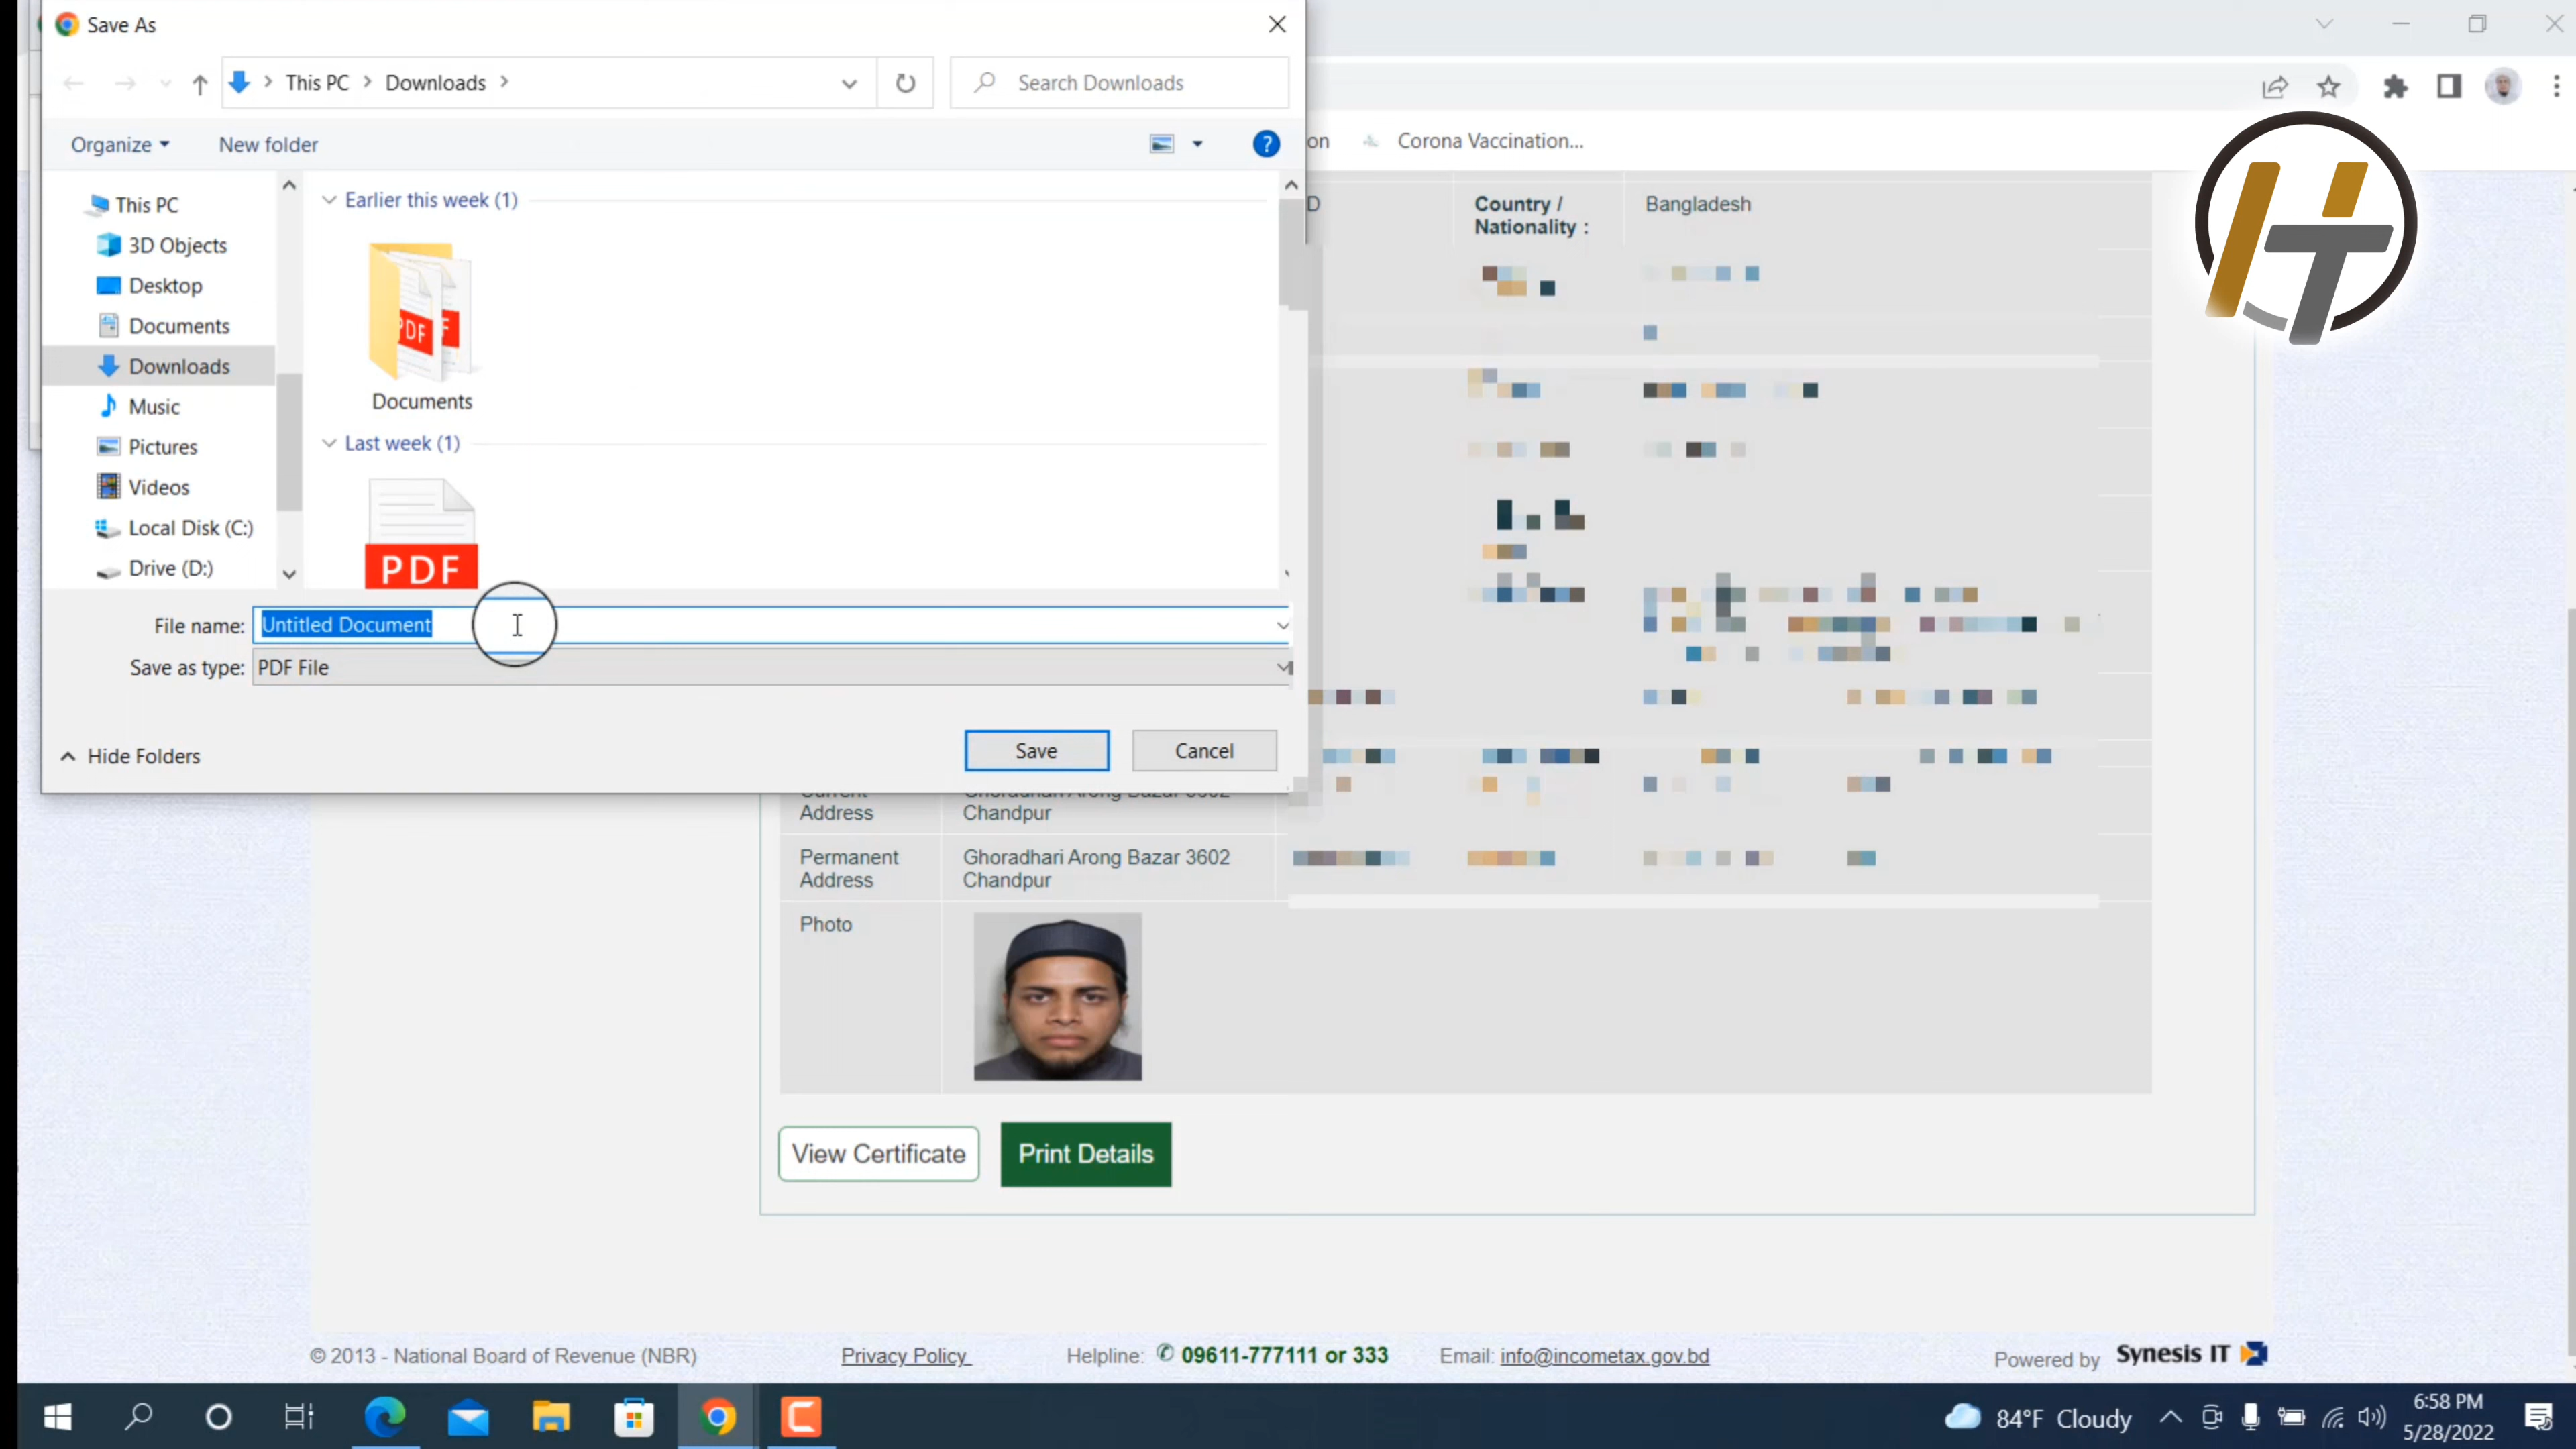 Save As
This PC
Downloads
Search Downloads
Organize
New folder
on
Corona Vaccination...
This PC
3D Objects
Desktop
Documents
Downloads
Music
Pictures
Videos
Local Disk (C:)
Drive (D:)
Earlier this week (1)
PDF
Documents
Last week (1)
PDF
File name: Untitled Document
Save as type: PDF File
Hide Folders
Save
Cancel
D
Country /
Nationality :
Bangladesh
Address
Chandpur
Permanent
Address
Ghoradhari Arong Bazar 3602
Chandpur
Photo
View Certificate
Print Details
© 2013 - National Board of Revenue (NBR)
Privacy Policy
Helpline: 09611-777111 or 333
Email: info@incometax.gov.bd
Powered by Synesis IT
84°F Cloudy
6:58 PM
5/28/2022
HT